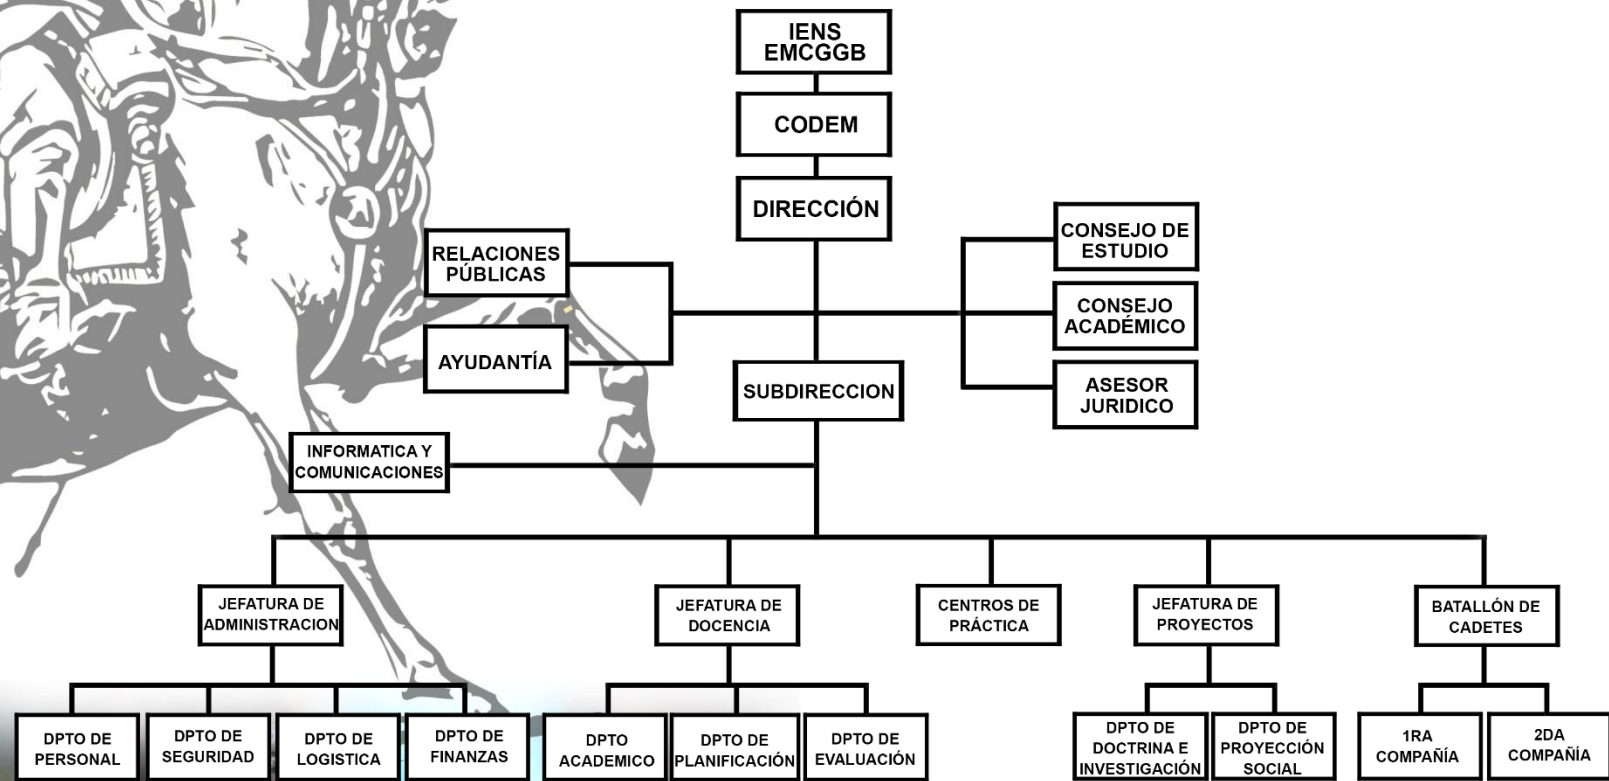 IENS
EMCGGB
CODEM
DIRECCIÓN
RELACIONES
PÚBLICAS
AYUDANTÍA
CONSEJO DE
ESTUDIO
CONSEJO
ACADÉMICO
ASESOR
JURIDICO
SUBDIRECCION
INFORMATICA Y
COMUNICACIONES
JEFATURA DE
ADMINISTRACION
JEFATURA DE
DOCENCIA
CENTROS DE
PRÁCTICA
JEFATURA DE
PROYECTOS
BATALLÓN DE
CADETES
DPTO DE
PERSONAL
DPTO DE
SEGURIDAD
DPTO DE
LOGISTICA
DPTO DE
FINANZAS
DPTO
ACADEMICO
DPTO DE
PLANIFICACIÓN
DPTO DE
EVALUACIÓN
DPTO DE
DOCTRINA E
INVESTIGACIÓN
DPTO DE
PROYECCIÓN
SOCIAL
1RA
COMPAÑÍA
2DA
COMPAÑÍA